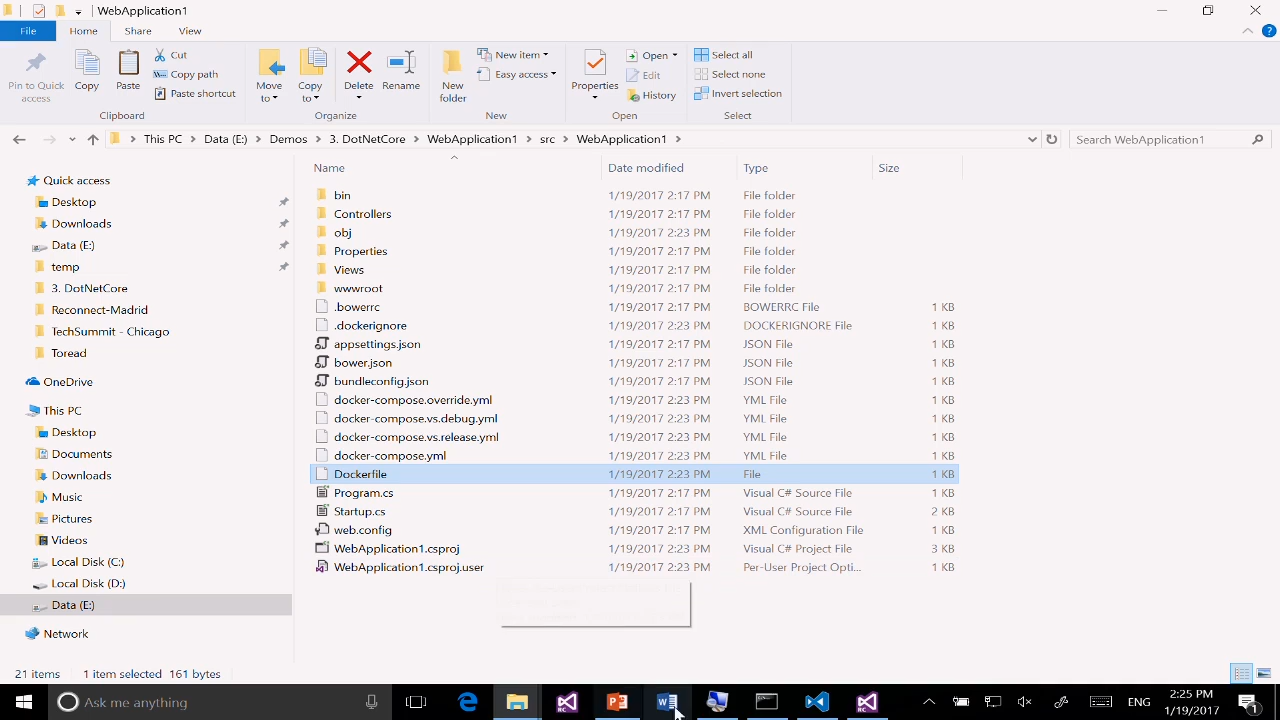 WebApplication1
File Home Share View
Pin to Quick access
Copy
Paste
Cut
Copy path
Paste shortcut
Clipboard
Move to
Copy to
Delete
Rename
Organize
New folder
New item
Easy access
New
Properties
Open
Edit
History
Open
Select all
Select none
Invert selection
Select
This PC > Data (E:) > Demos > 3. DotNetCore > WebApplication1 > src > WebApplication1 >
Search WebApplication1
Quick access
Desktop
Downloads
Data (E:)
temp
3. DotNetCore
Reconnect-Madrid
TechSummit - Chicago
Toread
OneDrive
This PC
Desktop
Documents
Downloads
Music
Pictures
Videos
Local Disk (C:)
Local Disk (D:)
Data (E:)
Network
Name Date modified Type Size
bin 1/19/2017 2:17 PM File folder
Controllers 1/19/2017 2:17 PM File folder
obj 1/19/2017 2:23 PM File folder
Properties 1/19/2017 2:17 PM File folder
Views 1/19/2017 2:17 PM File folder
wwwroot 1/19/2017 2:17 PM File folder
.bowerrc 1/19/2017 2:17 PM BOWERRC File 1 KB
.dockerignore 1/19/2017 2:23 PM DOCKERIGNORE File 1 KB
appsettings.json 1/19/2017 2:17 PM JSON File 1 KB
bower.json 1/19/2017 2:17 PM JSON File 1 KB
bundleconfig.json 1/19/2017 2:17 PM JSON File 1 KB
docker-compose.override.yml 1/19/2017 2:23 PM YML File 1 KB
docker-compose.vs.debug.yml 1/19/2017 2:23 PM YML File 1 KB
docker-compose.vs.release.yml 1/19/2017 2:23 PM YML File 1 KB
docker-compose.yml 1/19/2017 2:23 PM YML File 1 KB
Dockerfile 1/19/2017 2:23 PM File 1 KB
Program.cs 1/19/2017 2:17 PM Visual C# Source File 1 KB
Startup.cs 1/19/2017 2:17 PM Visual C# Source File 2 KB
web.config 1/19/2017 2:17 PM XML Configuration File 1 KB
WebApplication1.csproj 1/19/2017 2:23 PM Visual C# Project File 3 KB
WebApplication1.csproj.user 1/19/2017 2:23 PM Per-User Project Opti... 1 KB
21 items 1 item selected 161 bytes
Ask me anything
RC
RC
ENG
2:25 PM
1/19/2017
1